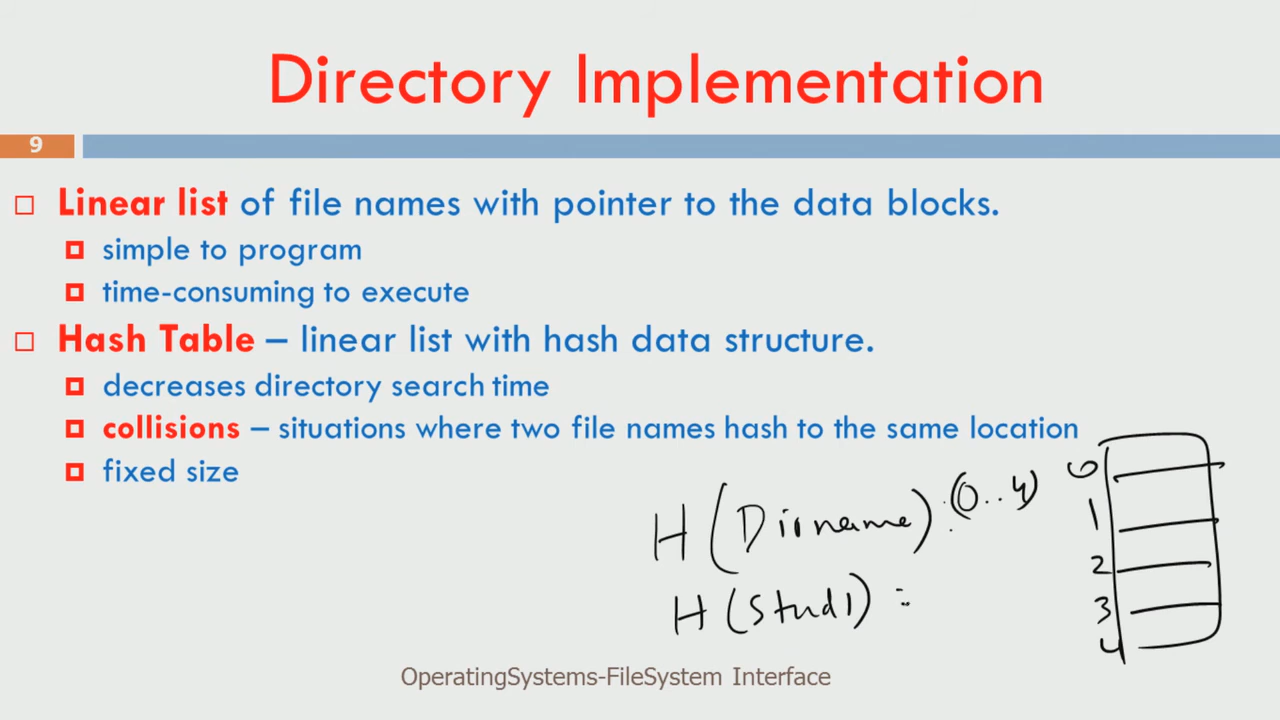 Directory Implementation
9
Linear list of file names with pointer to the data blocks.
simple to program
time-consuming to execute
Hash Table – linear list with hash data structure.
decreases directory search time
collisions – situations where two file names hash to the same location
fixed size
H(Dirname) (0..4)
H(Stud1) =
0
1
2
3
4
OperatingSystems-FileSystem Interface